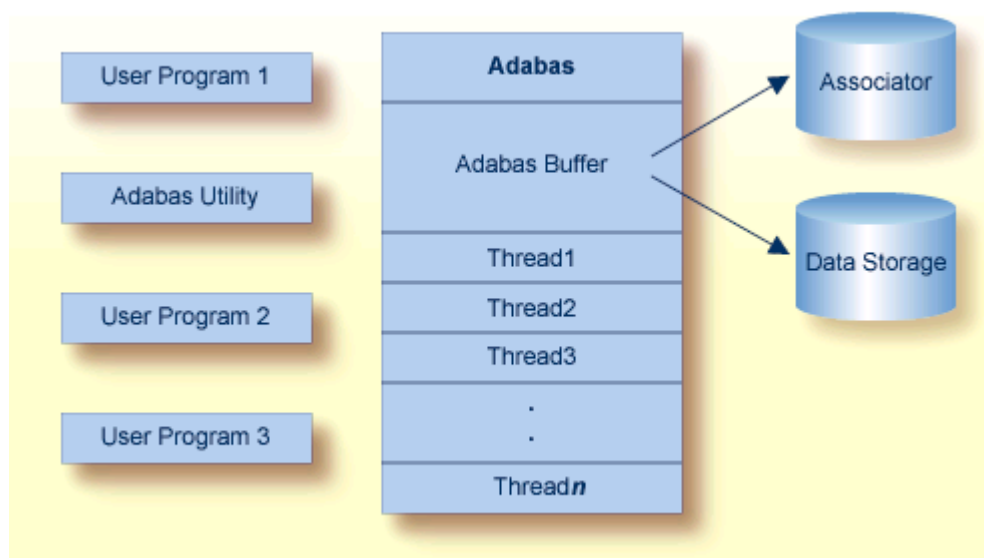 User Program 1
Adabas Utility
User Program 2
User Program 3
Adabas
Adabas Buffer
Thread1
Thread2
Thread3
.
.
Threadn
Associator
Data Storage